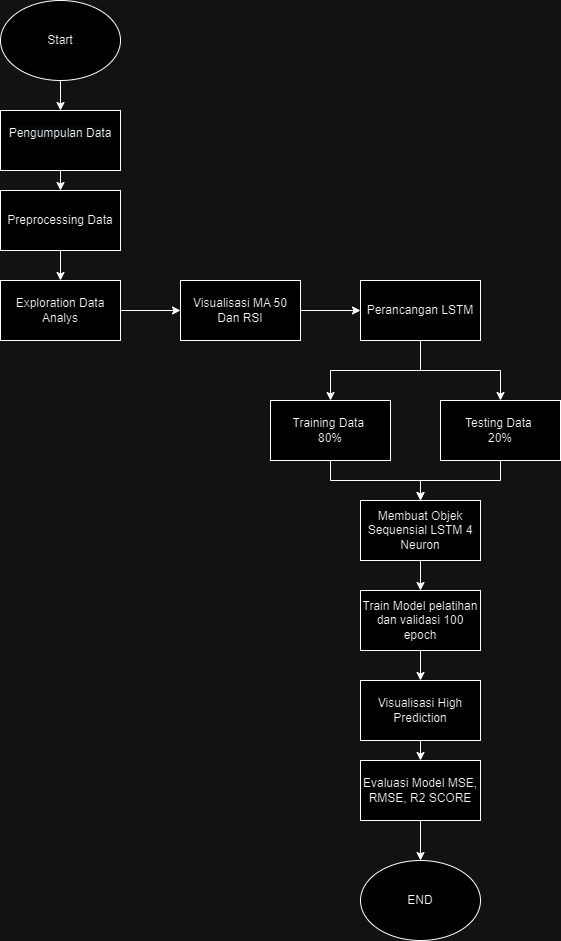 Start
Pengumpulan Data
Preprocessing Data
Exploration Data
Analys
Visualisasi MA 50
Dan RSI
Perancangan LSTM
Training Data
80%
Testing Data
20%
Membuat Objek
Sequensial LSTM 4
Neuron
Train Model pelatihan
dan validasi 100
epoch
Visualisasi High
Prediction
Evaluasi Model MSE,
RMSE, R2 SCORE
END